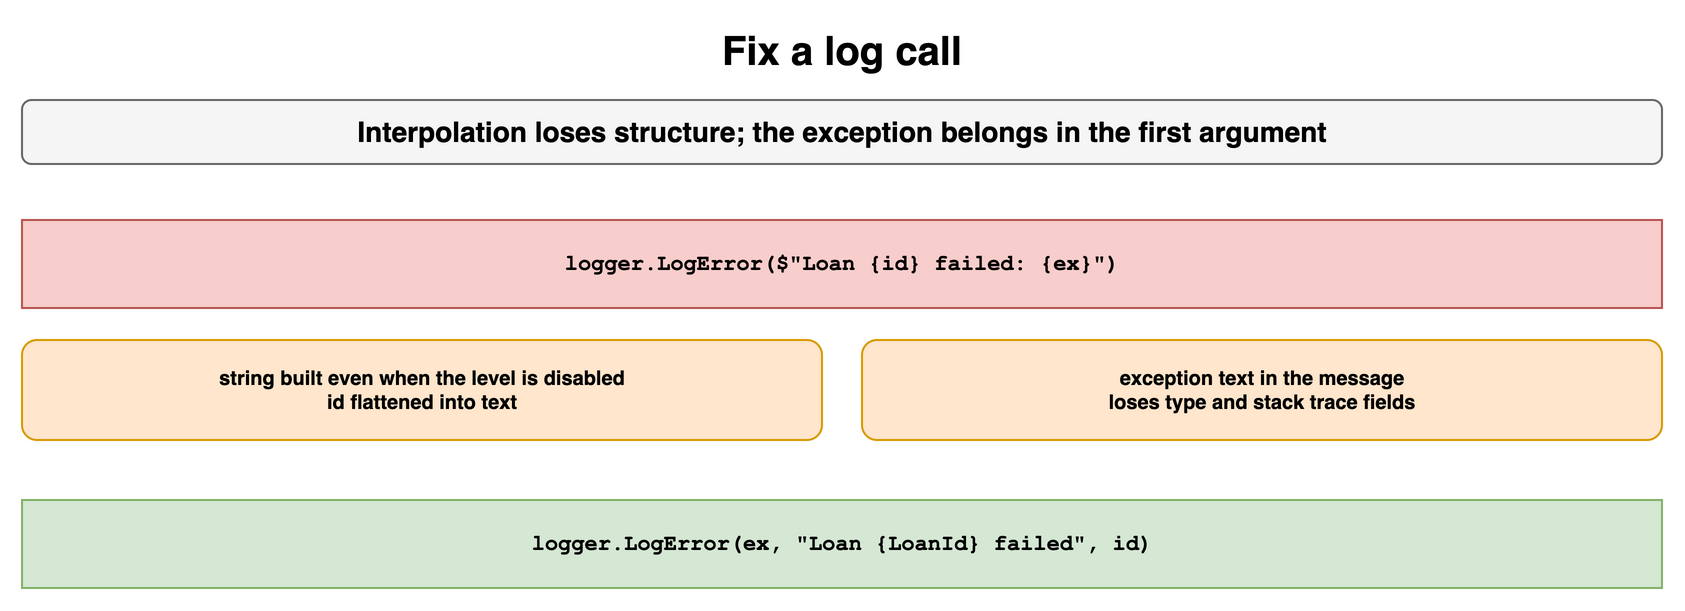 Fix a log call
Interpolation loses structure; the exception belongs in the first argument
logger.LogError($"Loan {id} failed: {ex}")
string built even when the level is disabled
id flattened into text
exception text in the message
loses type and stack trace fields
logger.LogError(ex, "Loan {LoanId} failed", id)